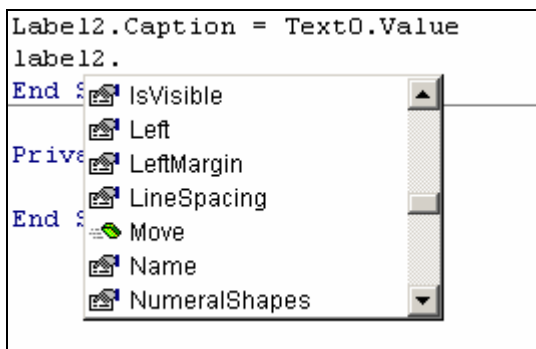 Label2.Caption = Text0.Value
label2.
End S
IsVisible
Left
Priva
LeftMargin
LineSpacing
End S
Move
Name
NumeralShapes